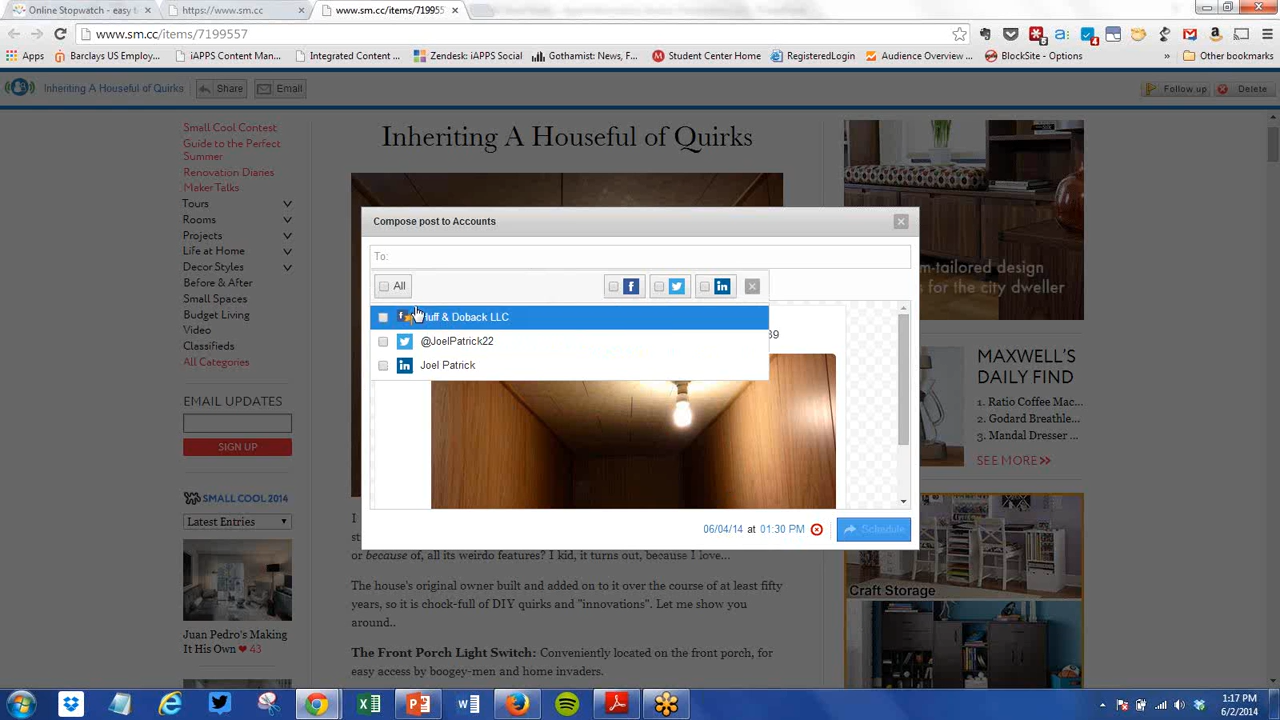 Online Stopwatch - easy t
https://www.sm.cc
www.sm.cc/items/7199557
www.sm.cc/items/7199557
Apps
Barclays US Employ...
iAPPS Content Man...
Integrated Content ...
Zendesk: iAPPS Social
Gothamist: News, F...
Student Center Home
RegisteredLogin
Audience Overview ...
BlockSite - Options
Other bookmarks
Inheriting A Houseful of Quirks
Share
Email
Follow up
Delete
Small Cool Contest
Guide to the Perfect
Summer
Renovation Diaries
Maker Talks
Tours
Rooms
Projects
Life at Home
Decor Styles
Before & After
Small Spaces
Budget Living
Video
Classifieds
All Categories
EMAIL UPDATES
SIGN UP
SMALL COOL 2014
Latest Entries
Juan Pedro's Making
It His Own 43
Inheriting A Houseful of Quirks
Compose post to Accounts
To:
All
uff & Doback LLC
@JoelPatrick22
Joel Patrick
39
06/04/14 at 01:30 PM
Schedule
or because of, all its weirdo features? I kid, it turns out, because I love...
The house's original owner built and added on to it over the course of at least fifty
years, so it is chock-full of DIY quirks and "innovations". Let me show you
around..
The Front Porch Light Switch: Conveniently located on the front porch, for
easy access by boogey-men and home invaders.
m-tailored design
for the city dweller
MAXWELL'S
DAILY FIND
1. Ratio Coffee Mac...
2. Godard Breathle...
3. Mandal Dresser ...
SEE MORE
Craft Storage
1:17 PM
6/2/2014